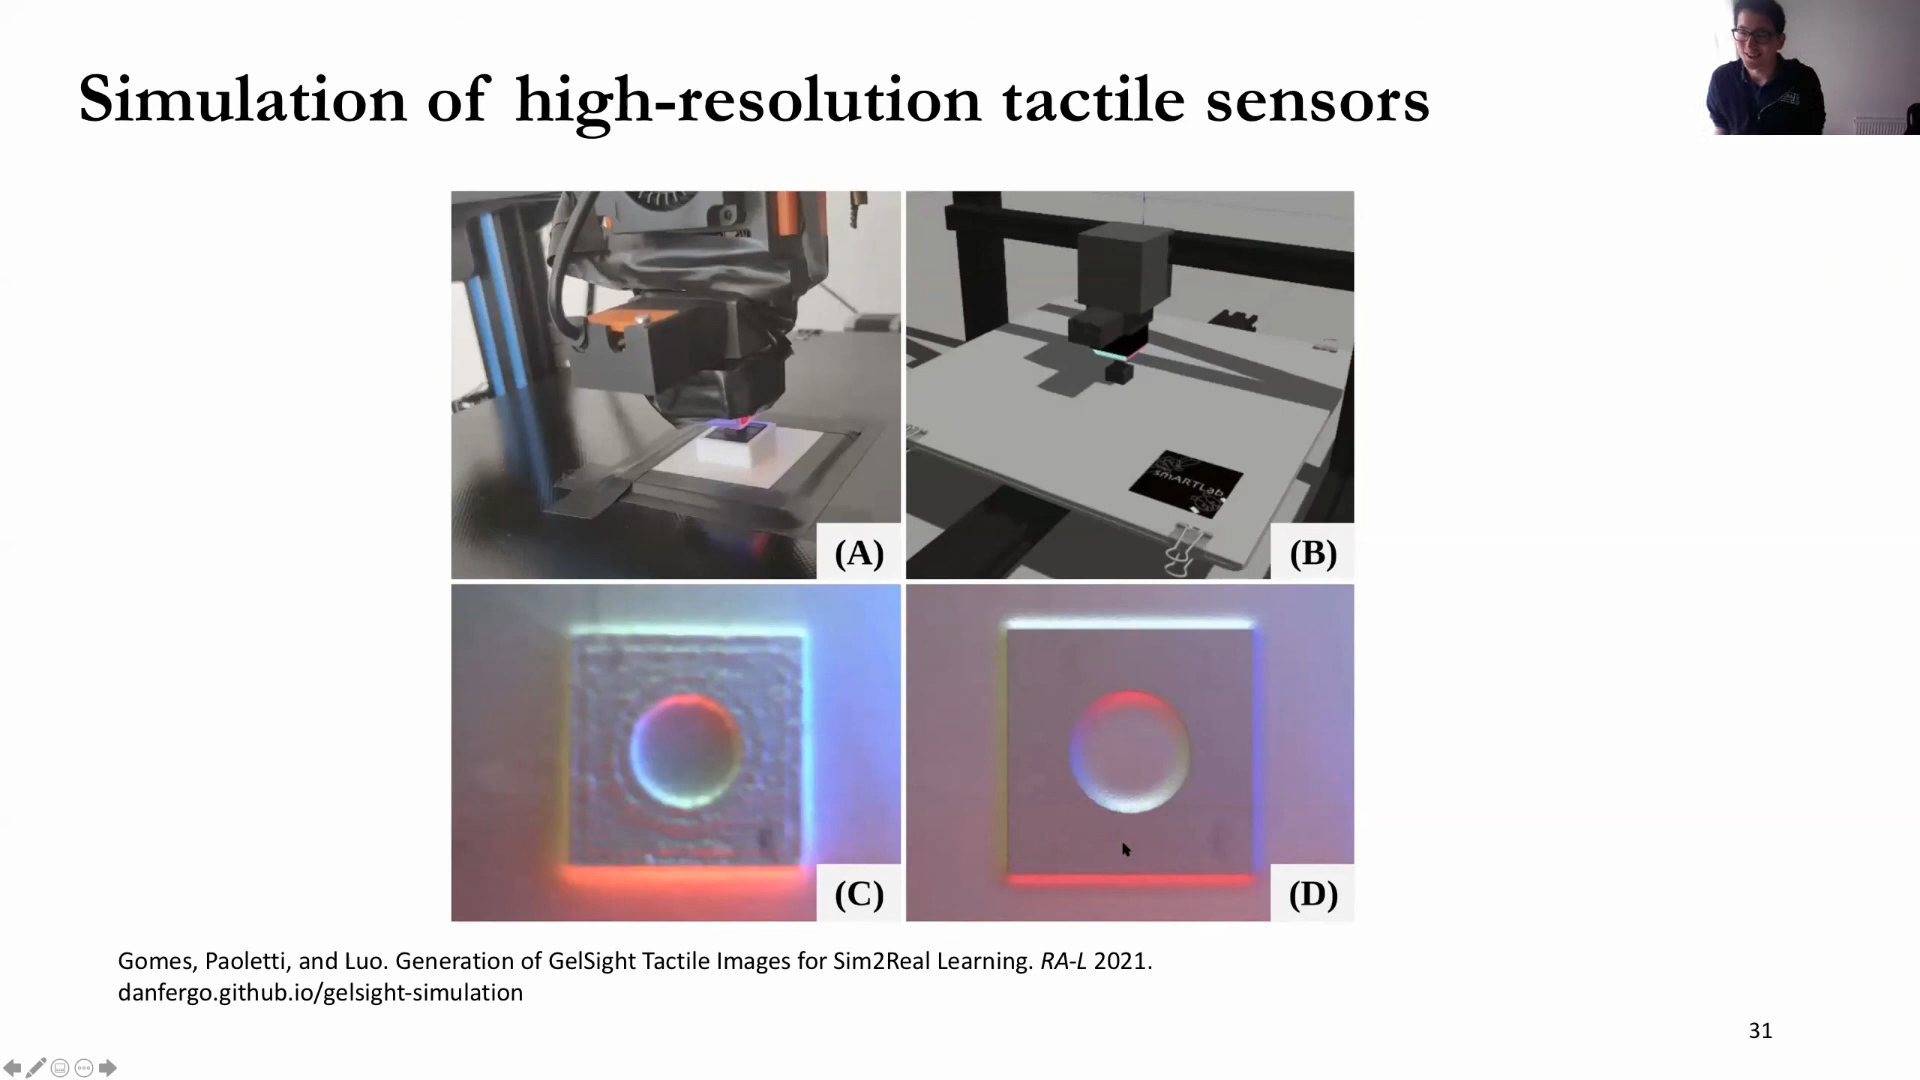 Simulation of high-resolution tactile sensors
(A)
(B)
smARTLab
(C)
(D)
Gomes, Paoletti, and Luo. Generation of GelSight Tactile Images for Sim2Real Learning. RA-L 2021.
danfergo.github.io/gelsight-simulation
31